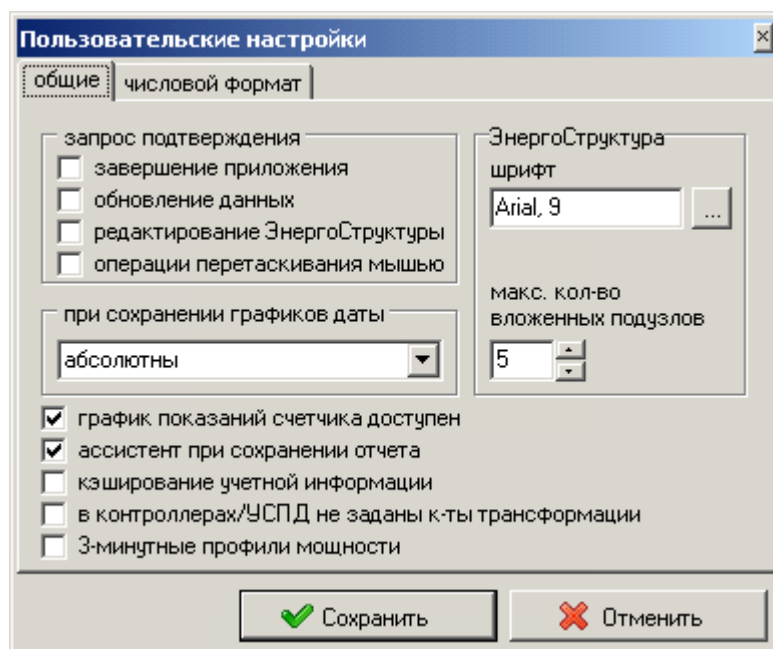 Пользовательские настройки
общие
числовой формат
запрос подтверждения
завершение приложения
обновление данных
редактирование ЭнергоСтруктуры
операции перетаскивания мышью
при сохранении графиков даты
абсолютны
ЭнергоСтруктура
шрифт
Arial, 9
...
макс. кол-во
вложенных подузлов
5
график показаний счетчика доступен
ассистент при сохранении отчета
кэширование учетной информации
в контроллерах/УСПД не заданы к-ты трансформации
3-минутные профили мощности
Сохранить
Отменить